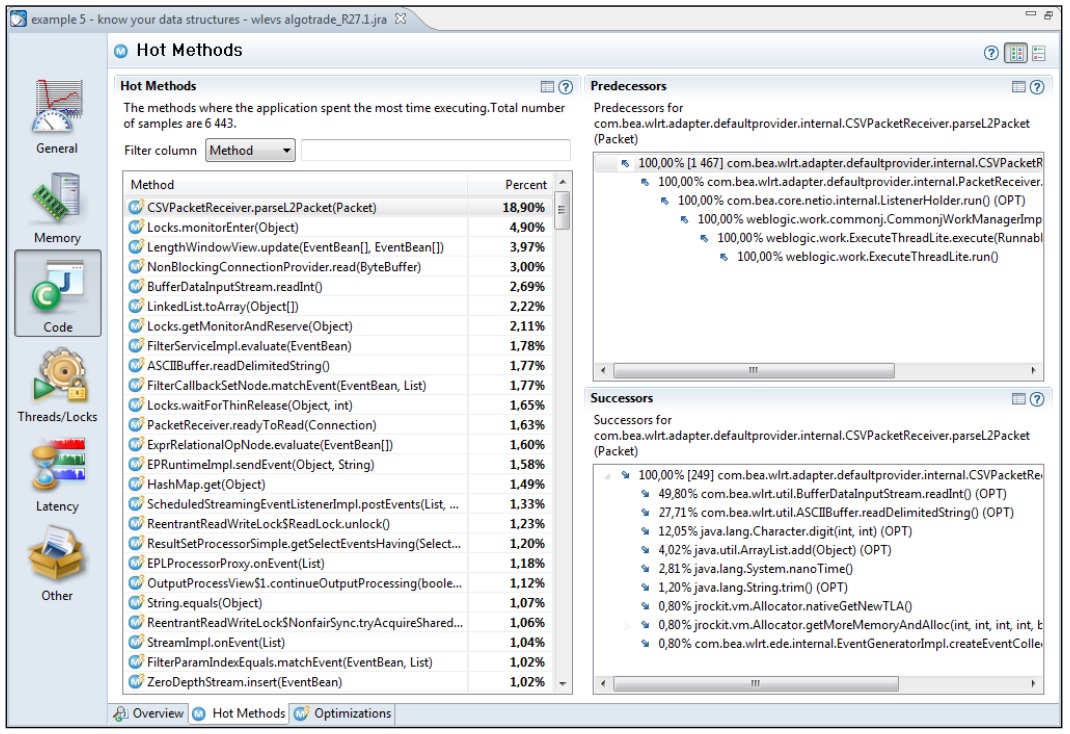 example 5 - know your data structures - wlevs algotrade_R27.1.jra
Hot Methods
General
Memory
Code
Threads/Locks
Latency
Other
Hot Methods
The methods where the application spent the most time executing.Total number
of samples are 6 443.
Filter column Method
Method Percent
CSVPacketReceiver.parseL2Packet(Packet) 18,90%
Locks.monitorEnter(Object) 4,90%
LengthWindowView.update(EventBean[], EventBean[]) 3,97%
NonBlockingConnectionProvider.read(ByteBuffer) 3,00%
BufferDataInputStream.readInt() 2,69%
LinkedList.toArray(Object[]) 2,22%
Locks.getMonitorAndReserve(Object) 2,11%
FilterServiceImpl.evaluate(EventBean) 1,78%
ASCIIBuffer.readDelimitedString() 1,77%
FilterCallbackSetNode.matchEvent(EventBean, List) 1,77%
Locks.waitForThinRelease(Object, int) 1,65%
PacketReceiver.readyToRead(Connection) 1,63%
ExprRelationalOpNode.evaluate(EventBean[]) 1,60%
EPRuntimeImpl.sendEvent(Object, String) 1,58%
HashMap.get(Object) 1,49%
ScheduledStreamingEventListenerImpl.postEvents(List, ... 1,33%
ReentrantReadWriteLock$ReadLock.unlock() 1,23%
ResultSetProcessorSimple.getSelectEventsHaving(Select... 1,20%
EPLProcessorProxy.onEvent(List) 1,18%
OutputProcessView$1.continueOutputProcessing(boole... 1,12%
String.equals(Object) 1,07%
ReentrantReadWriteLock$NonfairSync.tryAcquireShared... 1,06%
StreamImpl.onEvent(List) 1,04%
FilterParamIndexEquals.matchEvent(EventBean, List) 1,02%
ZeroDepthStream.insert(EventBean) 1,02%
Predecessors
Predecessors for
com.bea.wlrt.adapter.defaultprovider.internal.CSVPacketReceiver.parseL2Packet
(Packet)
100,00% [1 467] com.bea.wlrt.adapter.defaultprovider.internal.CSVPacketR
100,00% com.bea.wlrt.adapter.defaultprovider.internal.PacketReceiver.
100,00% com.bea.core.netio.internal.ListenerHolder.run() (OPT)
100,00% weblogic.work.commonj.CommonjWorkManagerImp
100,00% weblogic.work.ExecuteThreadLite.execute(Runnabl
100,00% weblogic.work.ExecuteThreadLite.run()
Successors
Successors for
com.bea.wlrt.adapter.defaultprovider.internal.CSVPacketReceiver.parseL2Packet
(Packet)
100,00% [249] com.bea.wlrt.adapter.defaultprovider.internal.CSVPacketRe
49,80% com.bea.wlrt.util.BufferDataInputStream.readInt() (OPT)
27,71% com.bea.wlrt.util.ASCIIBuffer.readDelimitedString() (OPT)
12,05% java.lang.Character.digit(int, int) (OPT)
4,02% java.util.ArrayList.add(Object) (OPT)
2,81% java.lang.System.nanoTime()
1,20% java.lang.String.trim() (OPT)
0,80% jrockit.vm.Allocator.nativeGetNewTLA()
0,80% jrockit.vm.Allocator.getMoreMemoryAndAlloc(int, int, int, int, b
0,80% com.bea.wlrt.ede.internal.EventGeneratorImpl.createEventColle
Overview Hot Methods Optimizations